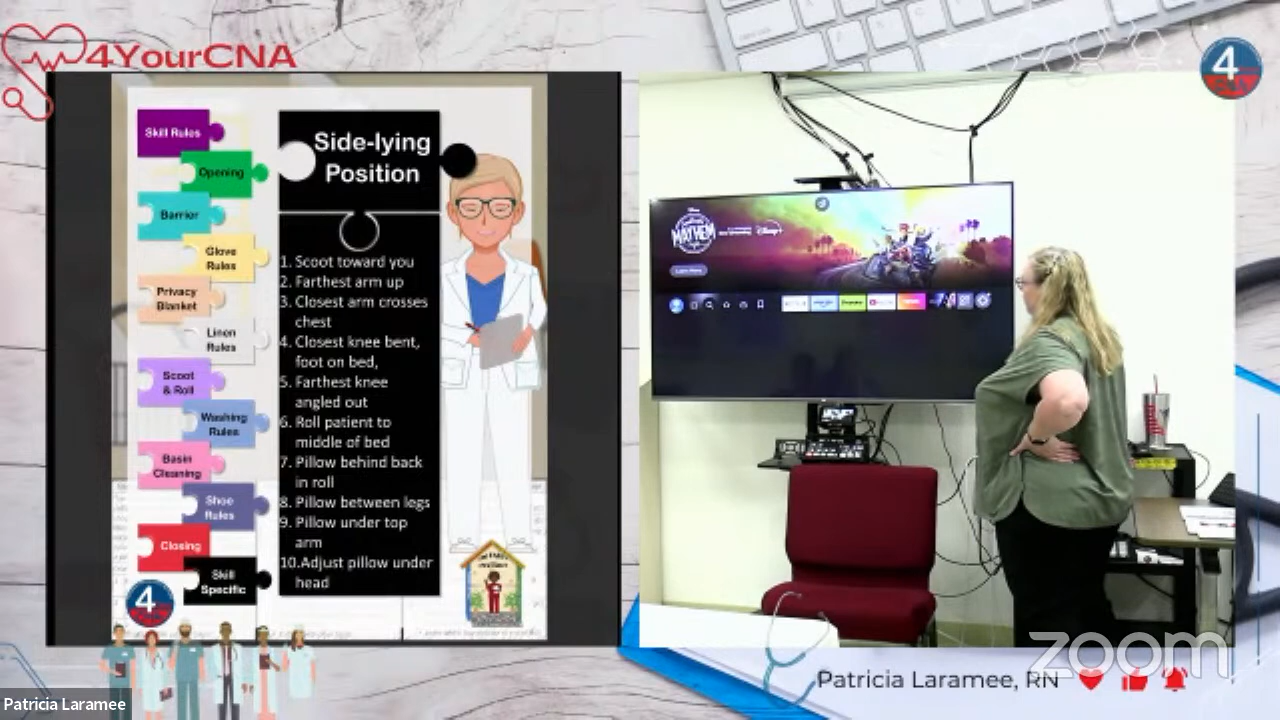 4YourCNA
4
Skill Rules
Opening
Barrier
Glove
Rules
Privacy
Blanket
Linen
Rules
Scoot
& Roll
Washing
Rules
Basin
Cleaning
Shoe
Rules
Closing
Skill
Specific
4
Side-lying
Position
1. Scoot toward you
2. Farthest arm up
3. Closest arm crosses
chest
4. Closest knee bent,
foot on bed,
5. Farthest knee
angled out
6. Roll patient to
middle of bed
7. Pillow behind back
in roll
8. Pillow between legs
9. Pillow under top
arm
10.Adjust pillow under
head
MAYHEM
Disney+
zoom
Patricia Laramee, RN
Patricia Laramee